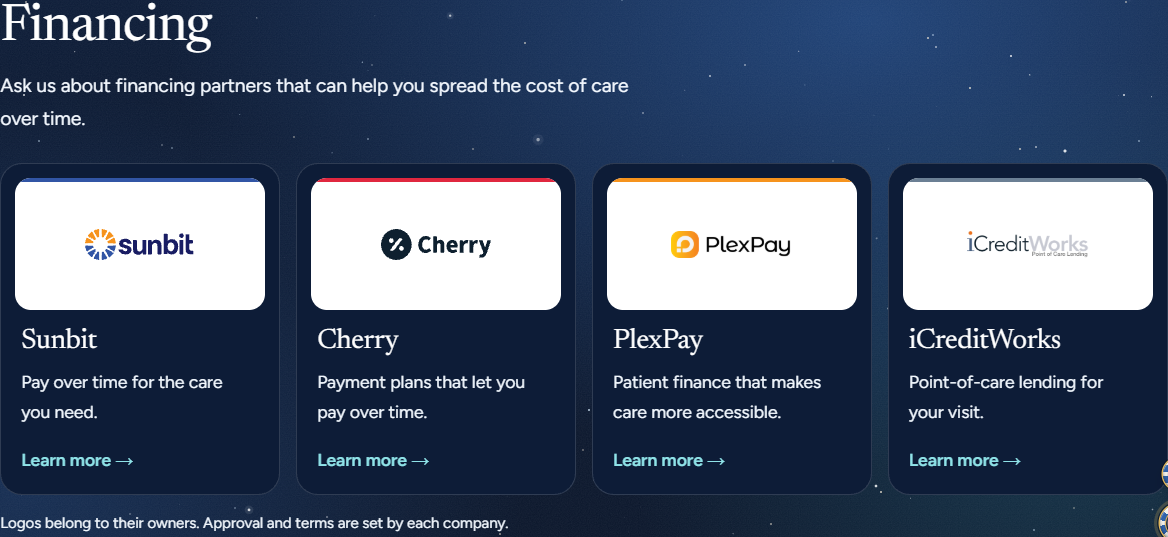 Financing
Ask us about financing partners that can help you spread the cost of care
over time.
sunbit
Sunbit
Pay over time for the care
you need.
Learn more →
Cherry
Cherry
Payment plans that let you
pay over time.
Learn more →
PlexPay
PlexPay
Patient finance that makes
care more accessible.
Learn more →
iCreditWorks
Point of Care Lending
iCreditWorks
Point-of-care lending for
your visit.
Learn more →
Logos belong to their owners. Approval and terms are set by each company.